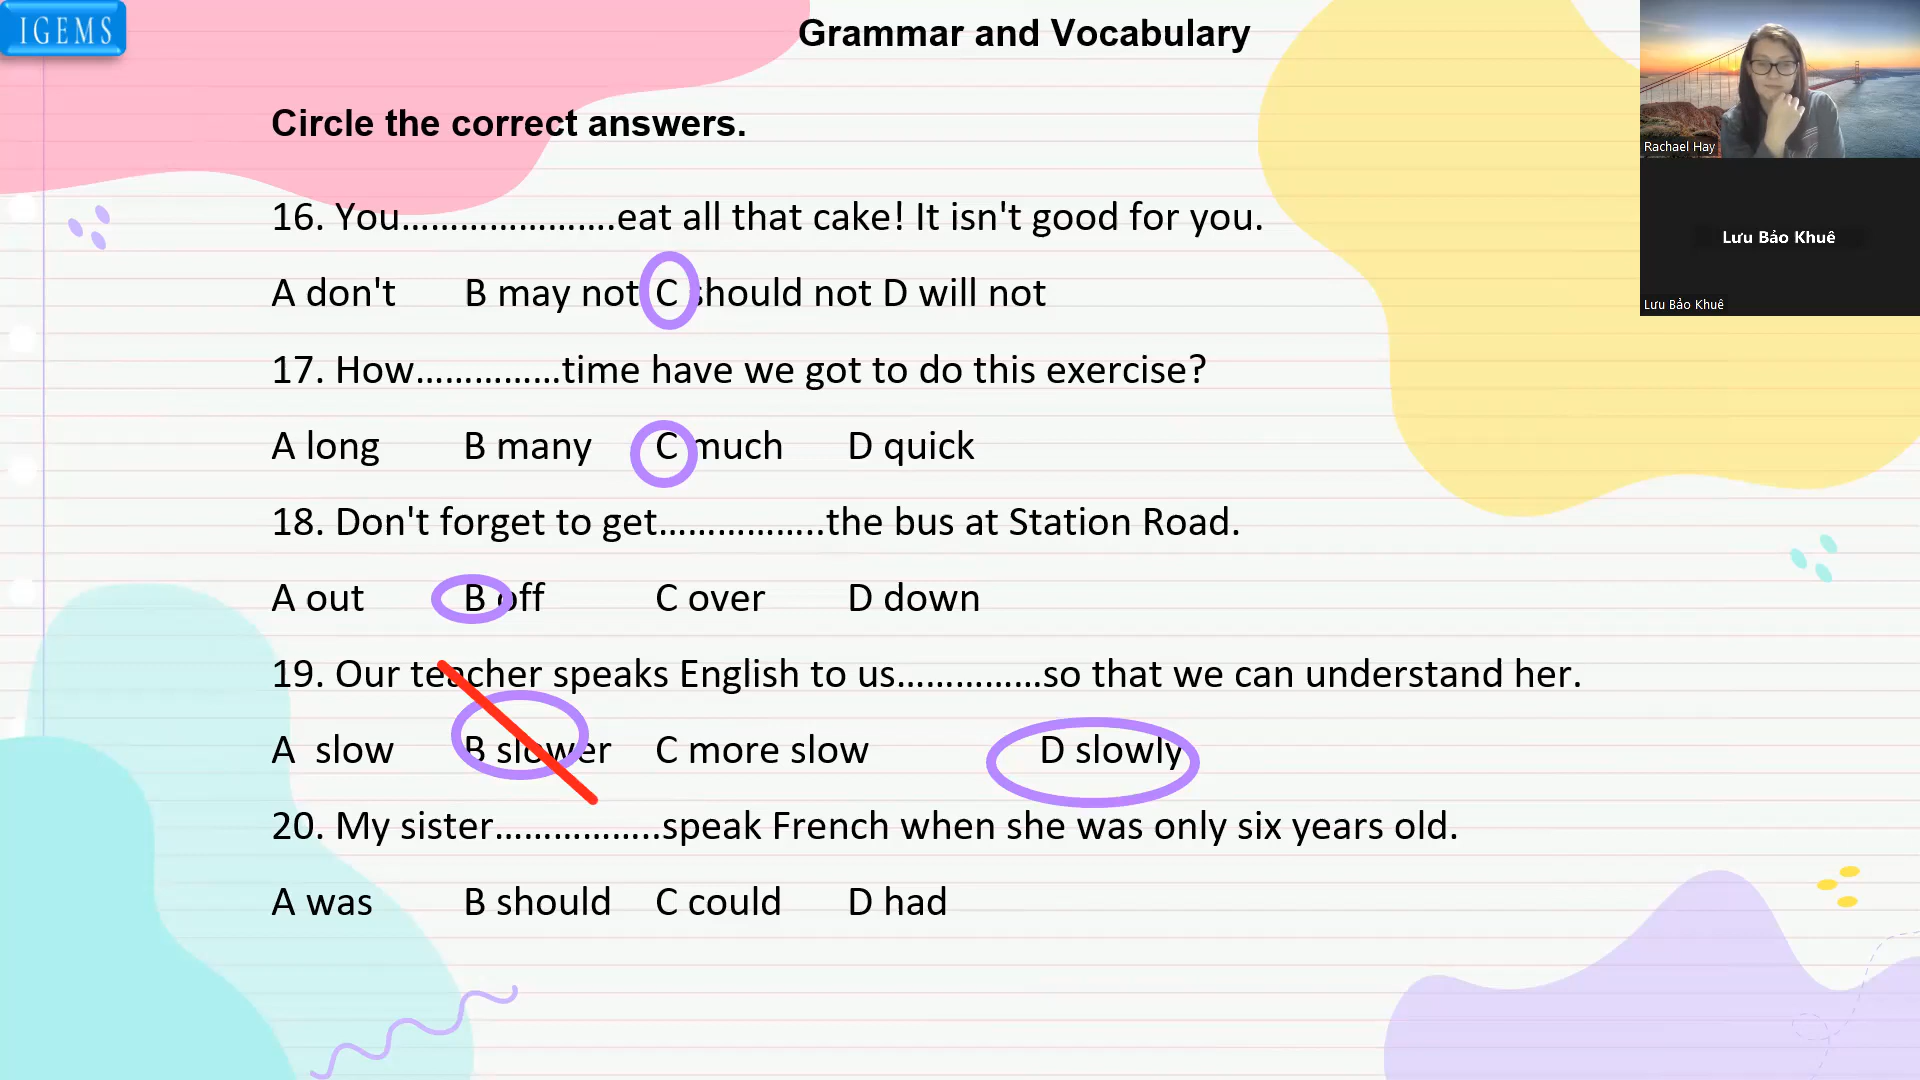 IGEMS
Grammar and Vocabulary
Circle the correct answers.
16. You......................eat all that cake! It isn't good for you.
A don't B may not C should not D will not
17. How...............time have we got to do this exercise?
A long B many C much D quick
18. Don't forget to get.................the bus at Station Road.
A out B off C over D down
19. Our teacher speaks English to us...............so that we can understand her.
A slow B slower C more slow D slowly
20. My sister.................speak French when she was only six years old.
A was B should C could D had
Rachael Hay
Lưu Bảo Khuê
Lưu Bảo Khuê